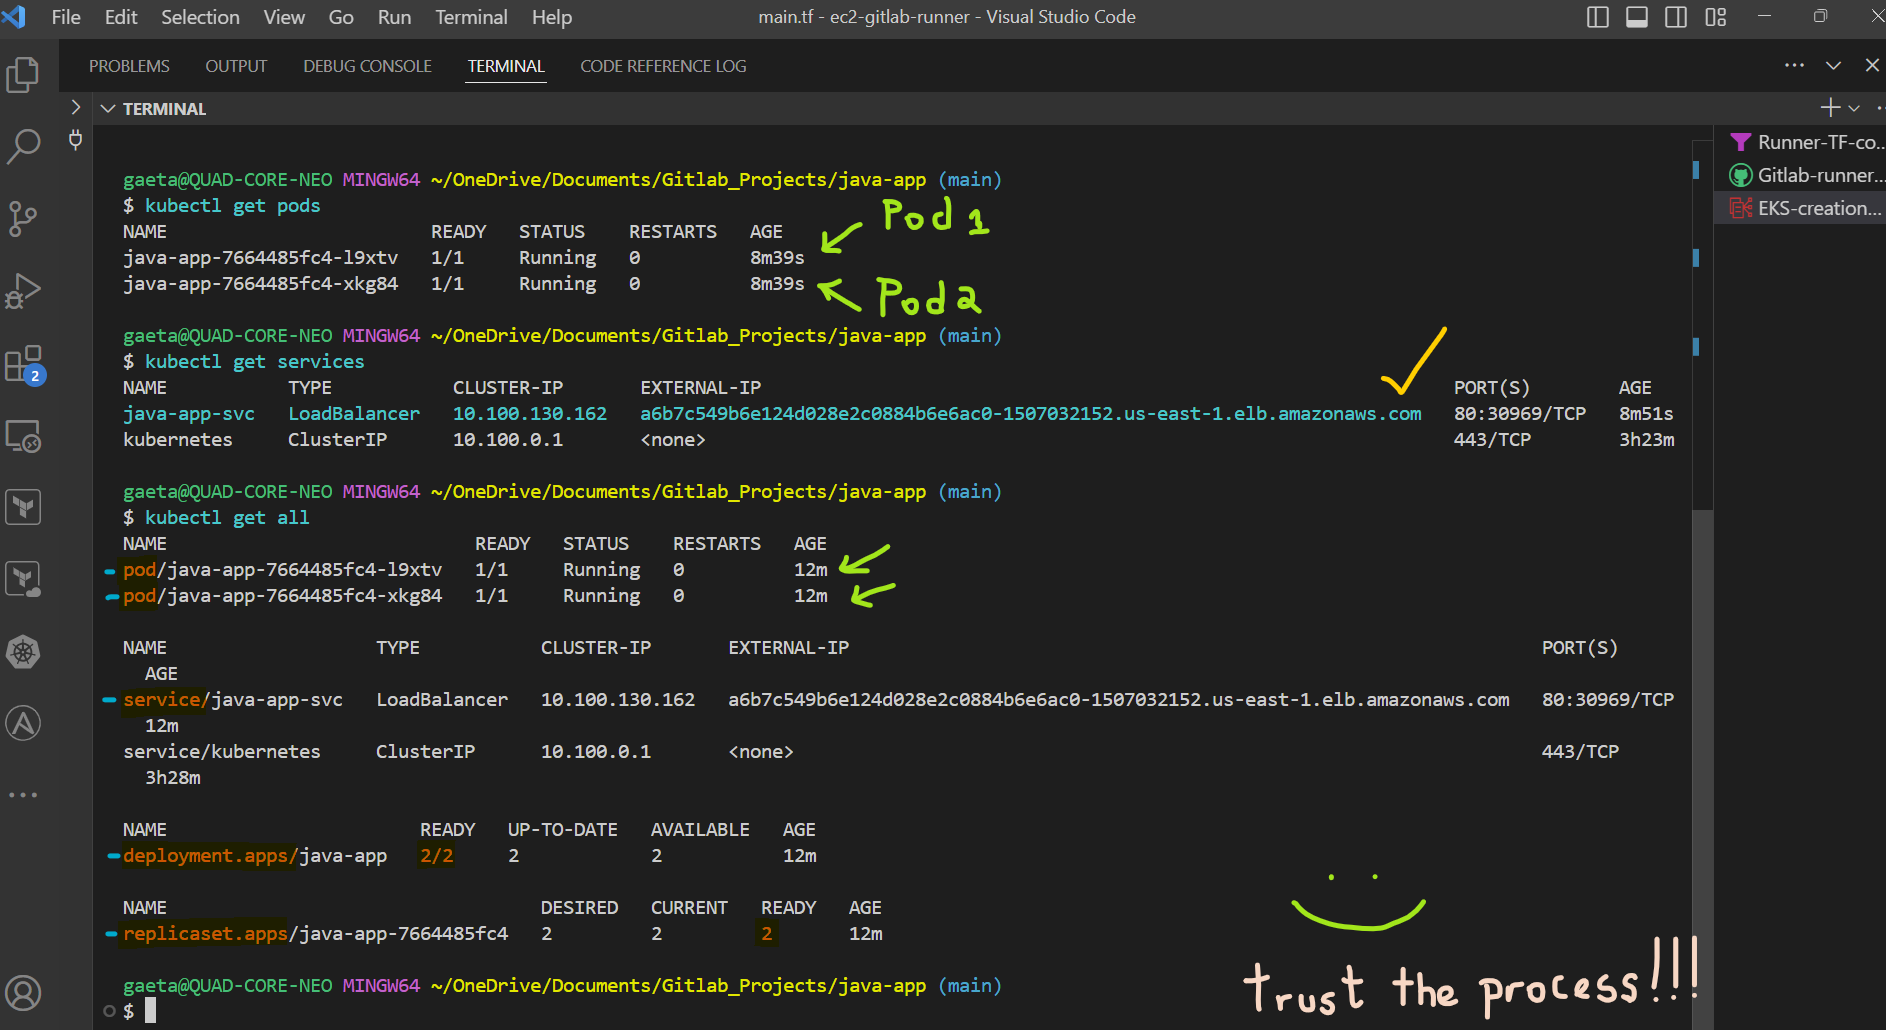 File Edit Selection View Go Run Terminal Help main.tf - ec2-gitlab-runner - Visual Studio Code
PROBLEMS OUTPUT DEBUG CONSOLE TERMINAL CODE REFERENCE LOG
TERMINAL
Runner-TF-co...
Gitlab-runner...
EKS-creation...
2
gaeta@QUAD-CORE-NEO MINGW64 ~/OneDrive/Documents/Gitlab_Projects/java-app (main)
$ kubectl get pods
Pod 1
NAME READY STATUS RESTARTS AGE
java-app-7664485fc4-l9xtv 1/1 Running 0 8m39s
java-app-7664485fc4-xkg84 1/1 Running 0 8m39s
Pod 2
gaeta@QUAD-CORE-NEO MINGW64 ~/OneDrive/Documents/Gitlab_Projects/java-app (main)
$ kubectl get services
NAME TYPE CLUSTER-IP EXTERNAL-IP PORT(S) AGE
java-app-svc LoadBalancer 10.100.130.162 a6b7c549b6e124d028e2c0884b6e6ac0-1507032152.us-east-1.elb.amazonaws.com 80:30969/TCP 8m51s
kubernetes ClusterIP 10.100.0.1 <none> 443/TCP 3h23m
gaeta@QUAD-CORE-NEO MINGW64 ~/OneDrive/Documents/Gitlab_Projects/java-app (main)
$ kubectl get all
NAME READY STATUS RESTARTS AGE
pod/java-app-7664485fc4-l9xtv 1/1 Running 0 12m
pod/java-app-7664485fc4-xkg84 1/1 Running 0 12m
NAME TYPE CLUSTER-IP EXTERNAL-IP PORT(S)
AGE
service/java-app-svc LoadBalancer 10.100.130.162 a6b7c549b6e124d028e2c0884b6e6ac0-1507032152.us-east-1.elb.amazonaws.com 80:30969/TCP
12m
service/kubernetes ClusterIP 10.100.0.1 <none> 443/TCP
3h28m
NAME READY UP-TO-DATE AVAILABLE AGE
deployment.apps/java-app 2/2 2 2 12m
NAME DESIRED CURRENT READY AGE
replicaset.apps/java-app-7664485fc4 2 2 2 12m
gaeta@QUAD-CORE-NEO MINGW64 ~/OneDrive/Documents/Gitlab_Projects/java-app (main)
$
trust the process!!!